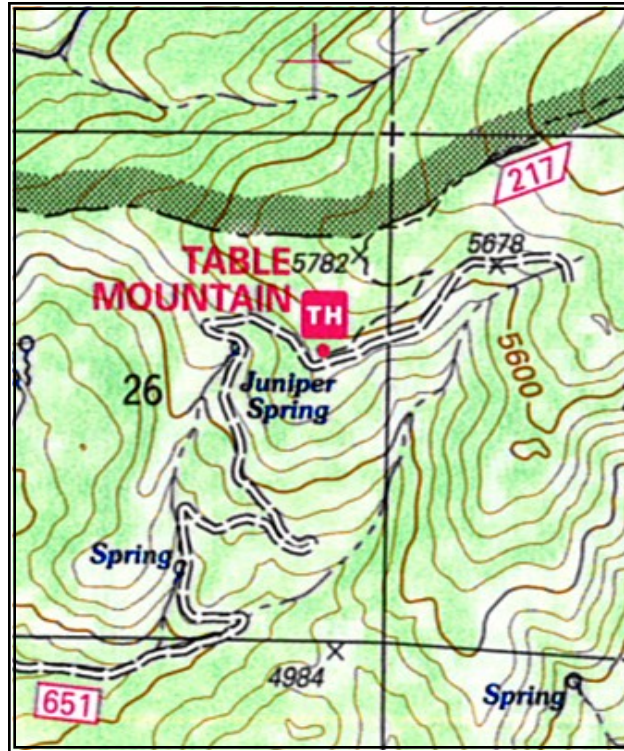 217
5678
TABLE 5782
MOUNTAIN TH
5600
26
Juniper
Spring
Spring
4984
Spring
651